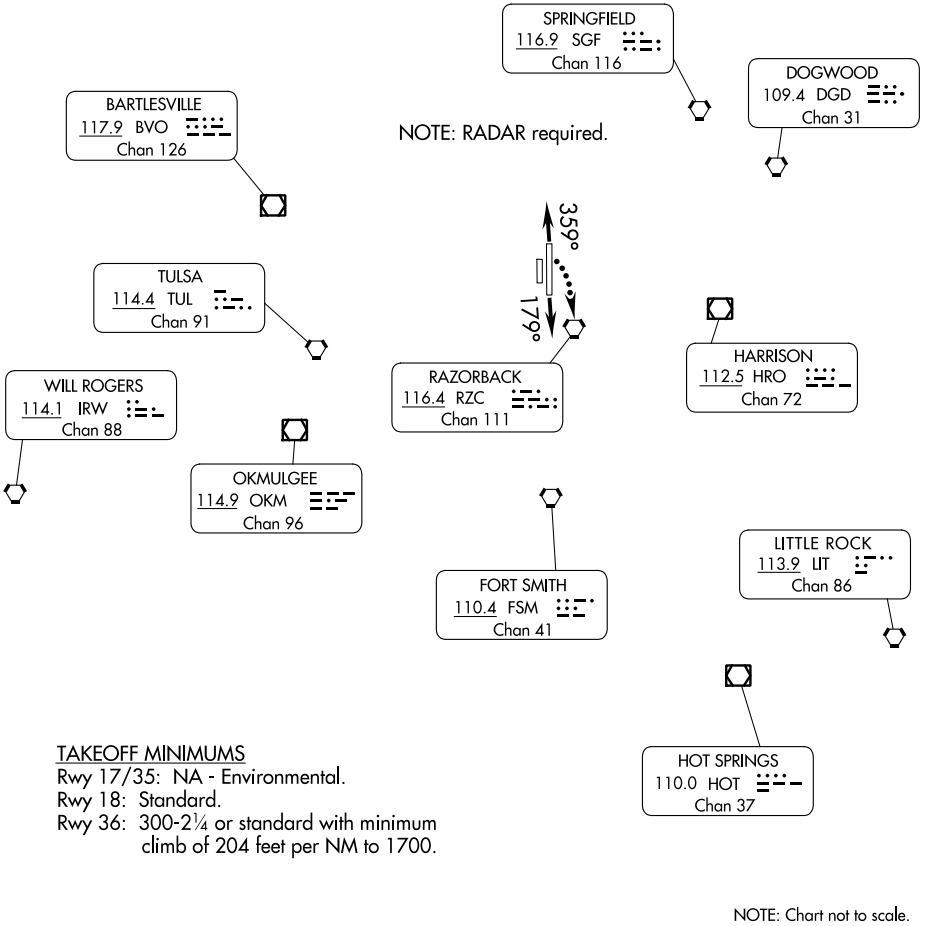 SPRINGFIELD
116.9 SGF
Chan 116
DOGWOOD
109.4 DGD
Chan 31
BARTLESVILLE
117.9 BVO
Chan 126
NOTE: RADAR required.
359°
179°
TULSA
114.4 TUL
Chan 91
HARRISON
112.5 HRO
Chan 72
RAZORBACK
116.4 RZC
Chan 111
WILL ROGERS
114.1 IRW
Chan 88
OKMULGEE
114.9 OKM
Chan 96
LITTLE ROCK
113.9 LIT
Chan 86
FORT SMITH
110.4 FSM
Chan 41
HOT SPRINGS
110.0 HOT
Chan 37
TAKEOFF MINIMUMS
Rwy 17/35: NA - Environmental.
Rwy 18: Standard.
Rwy 36: 300-2¼ or standard with minimum
climb of 204 feet per NM to 1700.
NOTE: Chart not to scale.